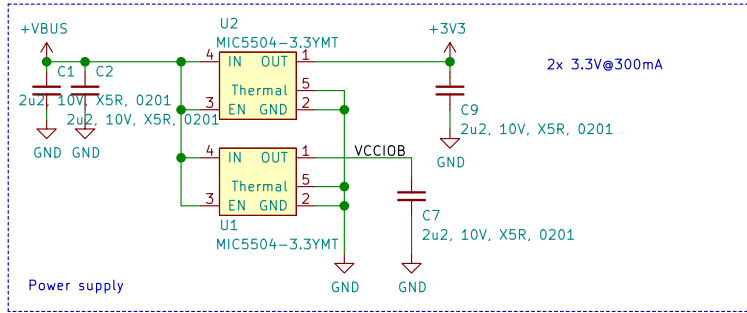 +VBUS
C1
C2
2u2, 10V, X5R, 0201
2u2, 10V, X5R, 0201
GND
GND
U2
MIC5504-3.3YMT
4
IN
OUT
1
Thermal
5
3
EN
GND
2
4
IN
OUT
1
Thermal
5
3
EN
GND
2
U1
MIC5504-3.3YMT
VCCIOB
GND
+3V3
C9
2u2, 10V, X5R, 0201
GND
C7
2u2, 10V, X5R, 0201
GND
2x 3.3V@300mA
Power supply